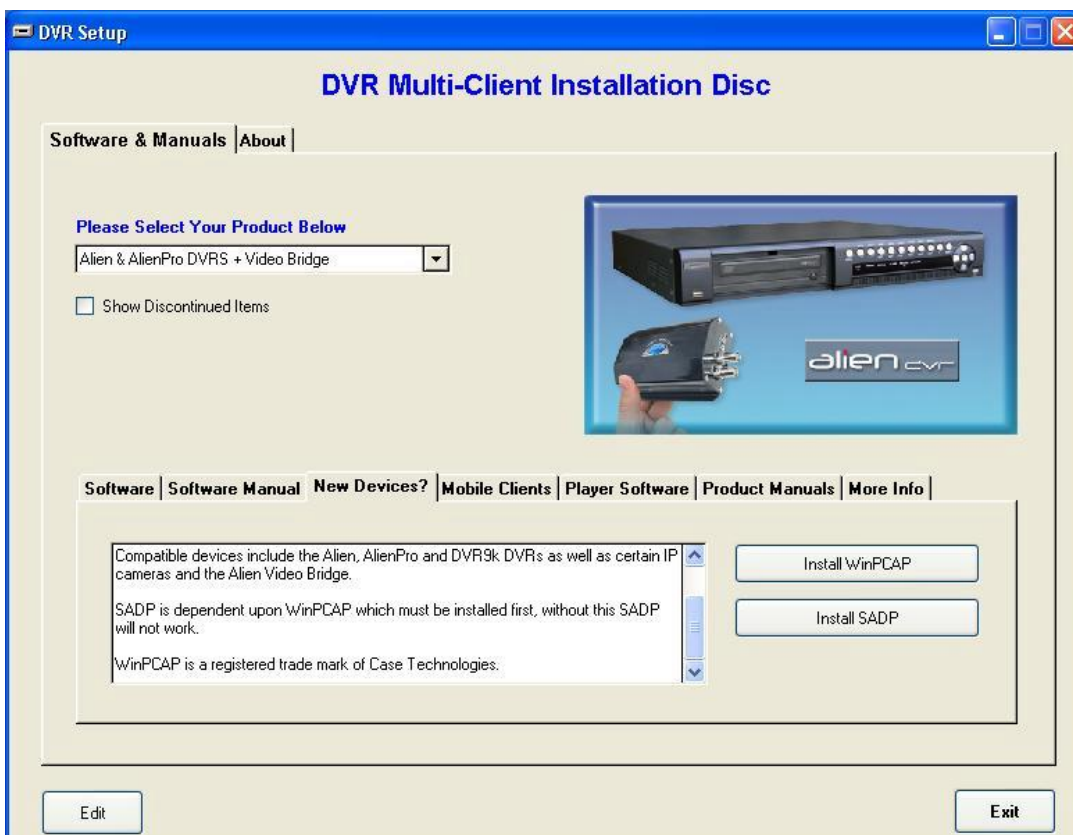 DVR Setup
DVR Multi-Client Installation Disc
Software & Manuals About
Please Select Your Product Below
Alien & AlienPro DVRS + Video Bridge
Show Discontinued Items
alien dvr
Software Software Manual New Devices? Mobile Clients Player Software Product Manuals More Info
Compatible devices include the Alien, AlienPro and DVR9k DVRs as well as certain IP
cameras and the Alien Video Bridge.
SADP is dependent upon WinPCAP which must be installed first, without this SADP
will not work.
WinPCAP is a registered trade mark of Case Technologies.
Install WinPCAP
Install SADP
Edit
Exit